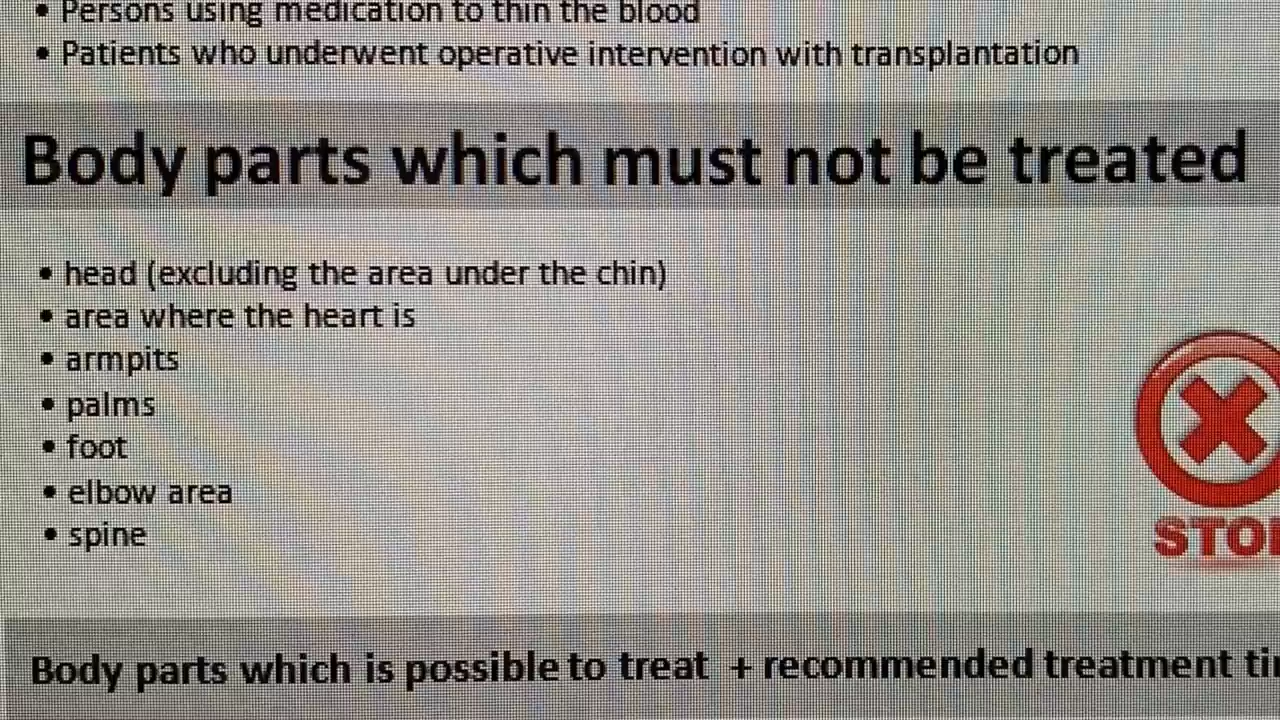 • Persons using medication to thin the blood
• Patients who underwent operative intervention with transplantation
Body parts which must not be treated
• head (excluding the area under the chin)
• area where the heart is
• armpits
• palms
• foot
• elbow area
• spine
STO
Body parts which is possible to treat + recommended treatment